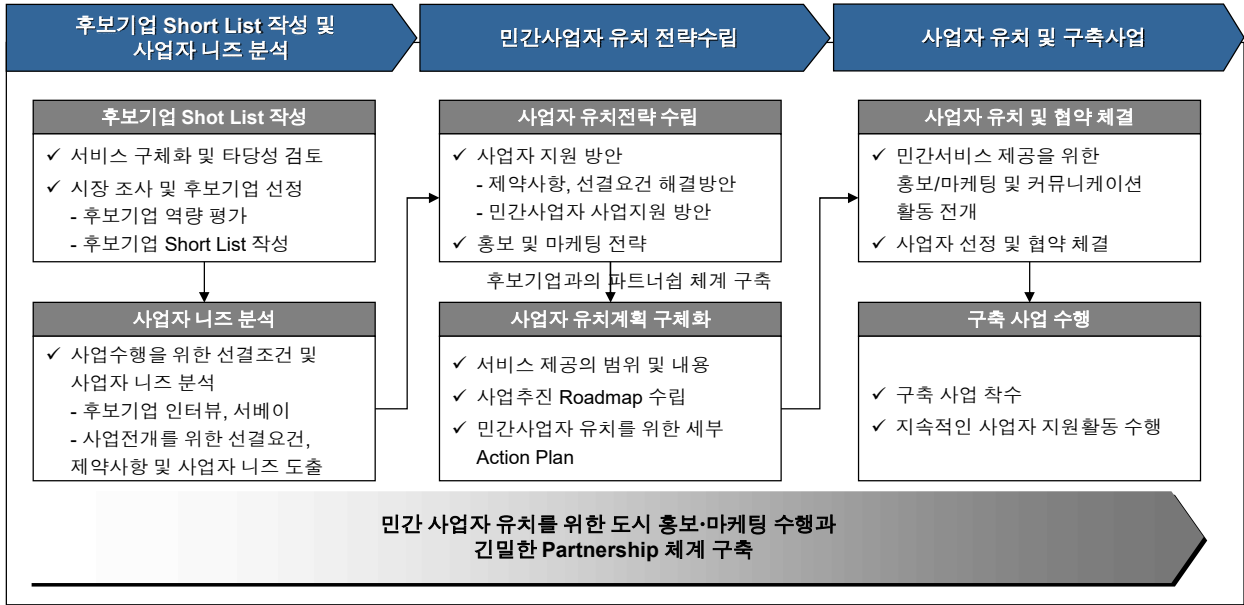 후보기업 Short List 작성 및
사업자 니즈 분석
민간사업자 유치 전략수립
사업자 유치 및 구축사업
후보기업 Shot List 작성
✓ 서비스 구체화 및 타당성 검토
✓ 시장 조사 및 후보기업 선정
- 후보기업 역량 평가
- 후보기업 Short List 작성
사업자 니즈 분석
✓ 사업수행을 위한 선결조건 및
사업자 니즈 분석
- 후보기업 인터뷰, 서베이
- 사업전개를 위한 선결요건,
제약사항 및 사업자 니즈 도출
사업자 유치전략 수립
✓ 사업자 지원 방안
- 제약사항, 선결요건 해결방안
- 민간사업자 사업지원 방안
✓ 홍보 및 마케팅 전략
후보기업과의 파트너쉽 체계 구축
사업자 유치계획 구체화
✓ 서비스 제공의 범위 및 내용
✓ 사업추진 Roadmap 수립
✓ 민간사업자 유치를 위한 세부
Action Plan
사업자 유치 및 협약 체결
✓ 민간서비스 제공을 위한
홍보/마케팅 및 커뮤니케이션
활동 전개
✓ 사업자 선정 및 협약 체결
구축 사업 수행
✓ 구축 사업 착수
✓ 지속적인 사업자 지원활동 수행
민간 사업자 유치를 위한 도시 홍보·마케팅 수행과
긴밀한 Partnership 체계 구축